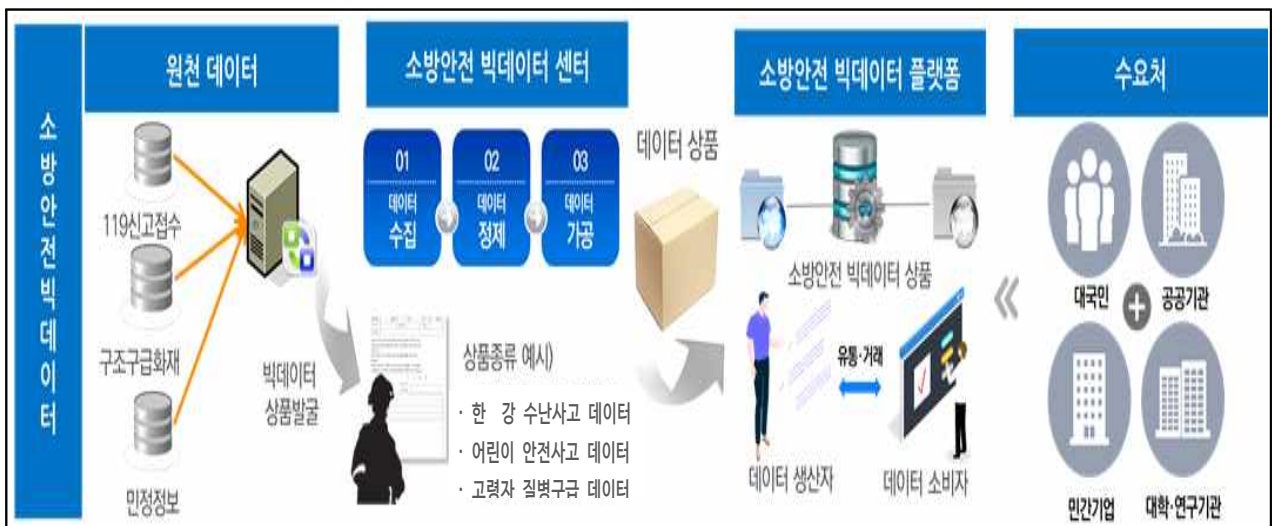 소방안전빅데이터
원천 데이터
119신고접수
구조구급화재
민정정보
빅데이터
상품발굴
소방안전 빅데이터 센터
01
데이터
수집
02
데이터
정제
03
데이터
가공
상품종류 예시)
· 한 강 수난사고 데이터
· 어린이 안전사고 데이터
· 고령자 질병구급 데이터
데이터 상품
소방안전 빅데이터 플랫폼
소방안전 빅데이터 상품
유통·거래
데이터 생산자
데이터 소비자
수요처
대국민
공공기관
민간기업
대학·연구기관